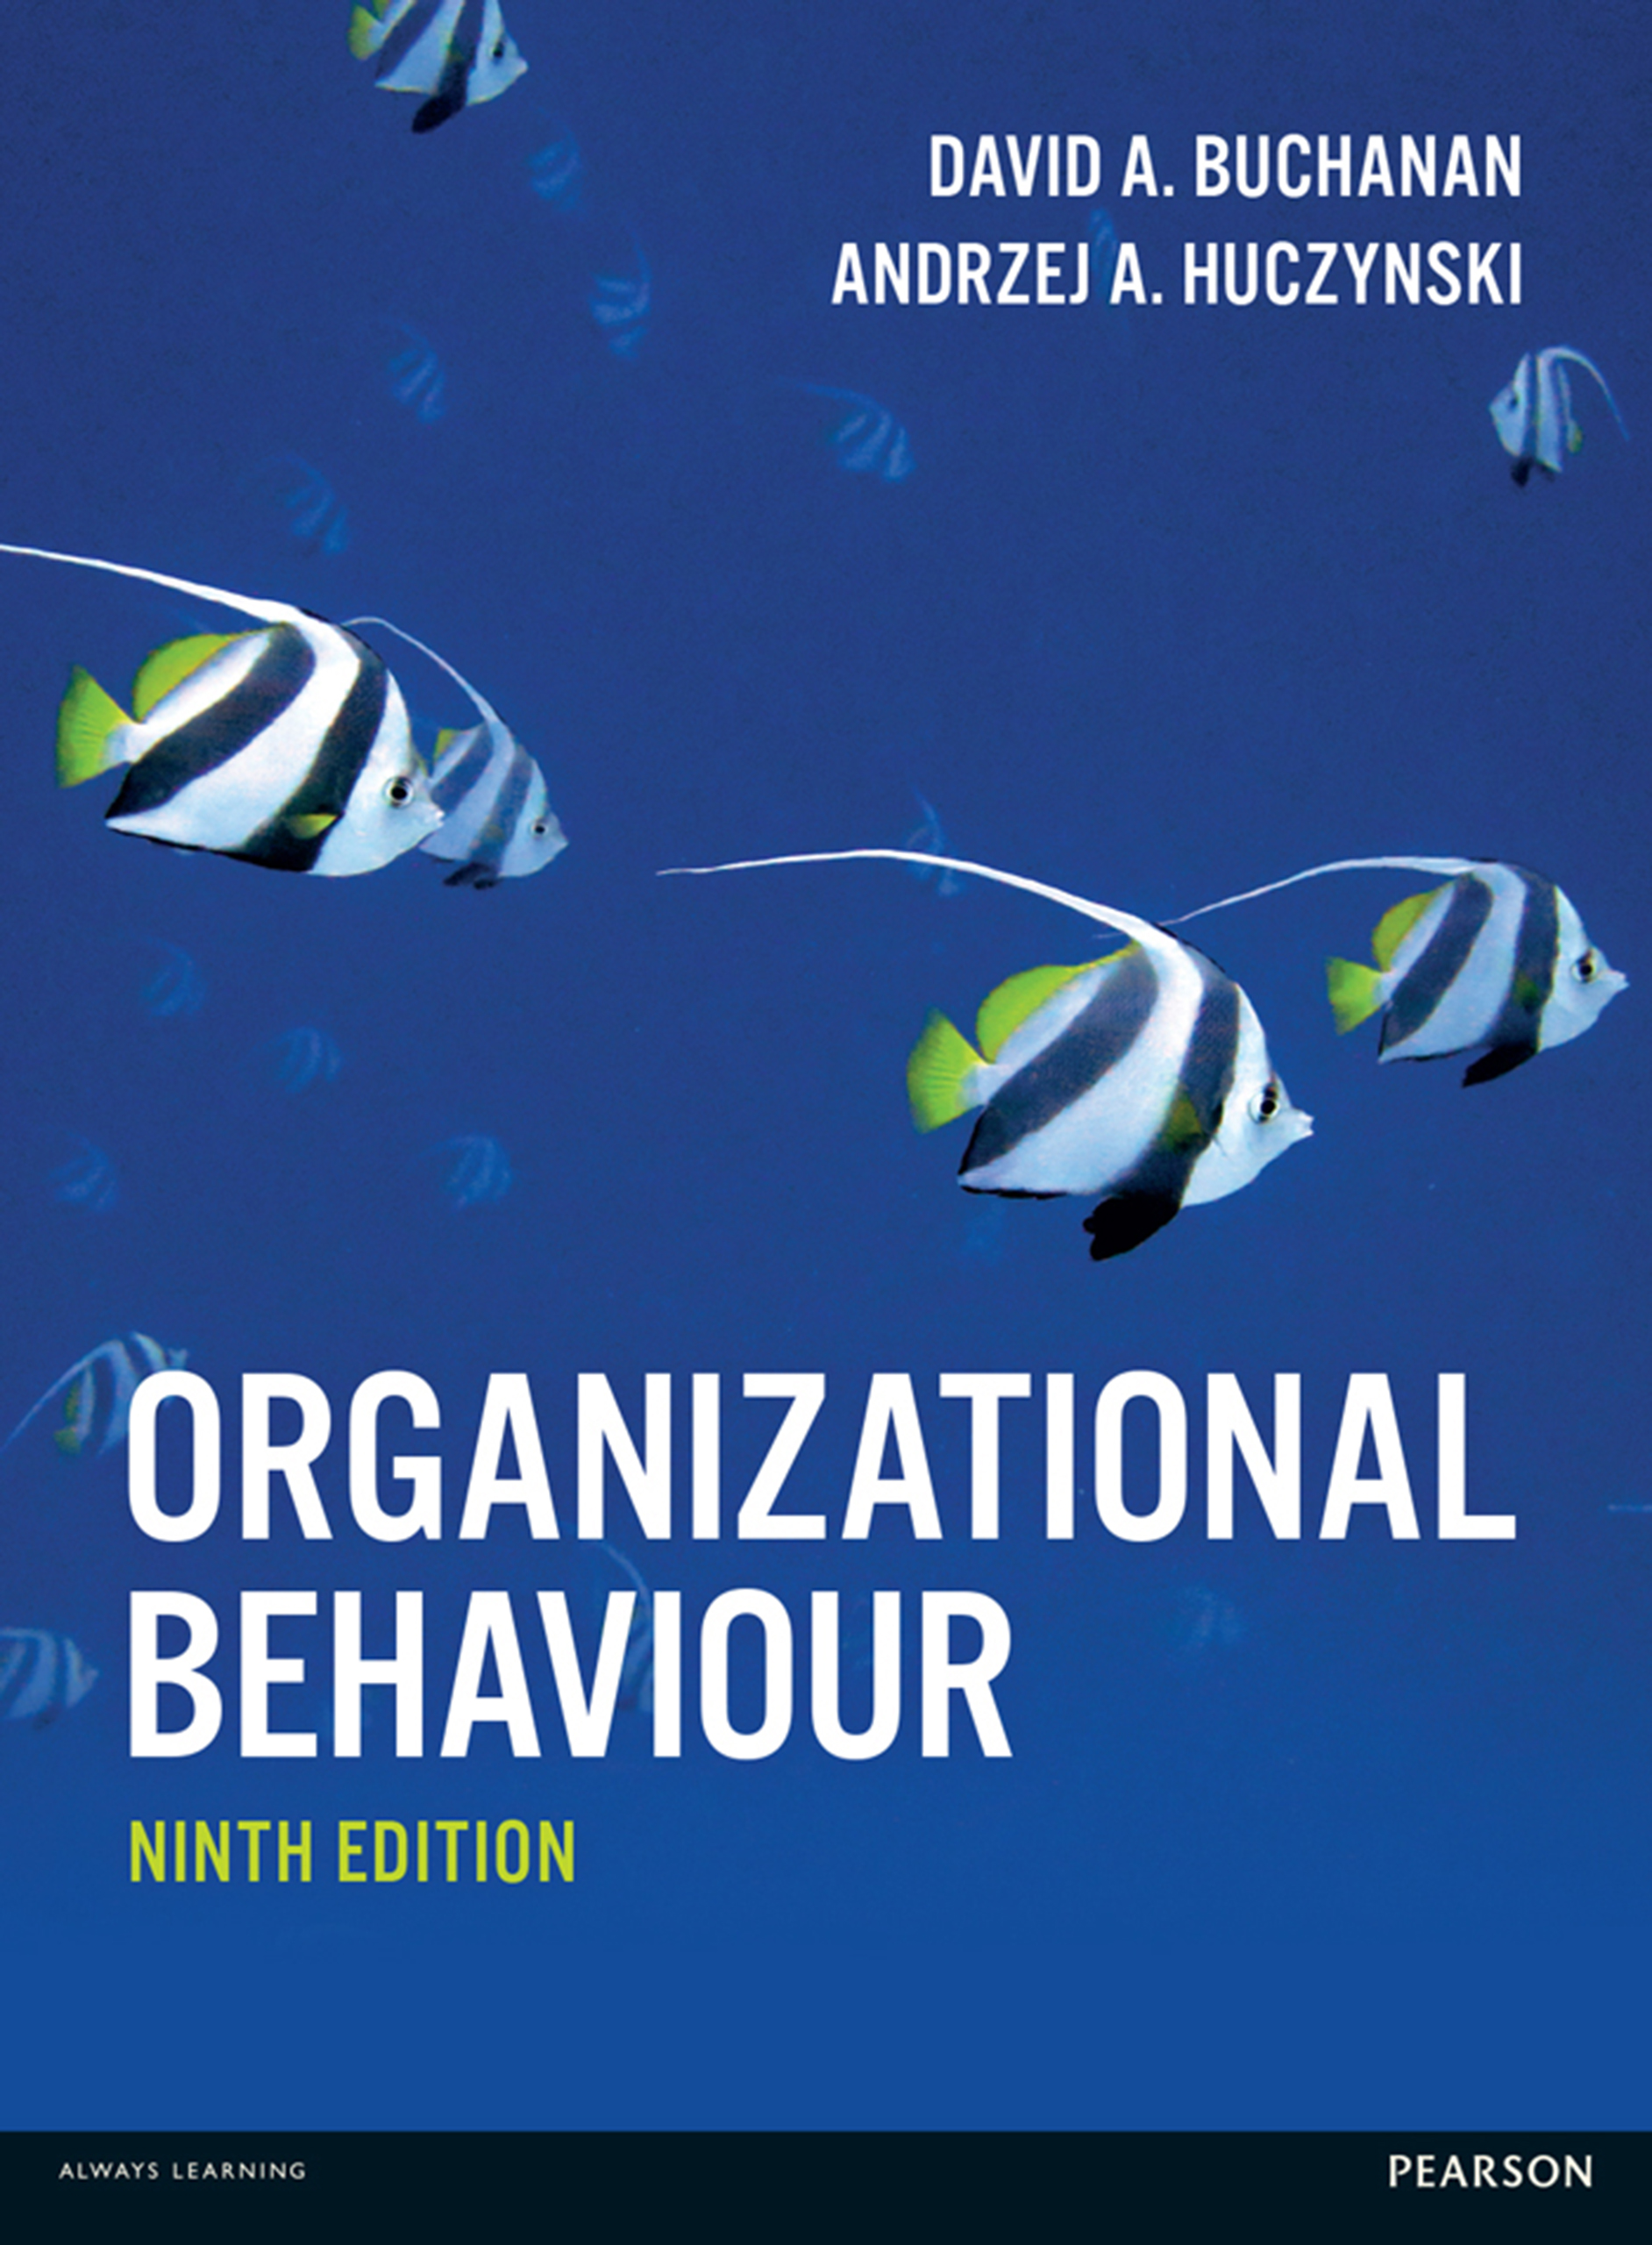 DAVID A. BUCHANAN
ANDRZEJ A. HUCZYNSKI
ORGANIZATIONAL
BEHAVIOUR
NINTH EDITION
ALWAYS LEARNING
PEARSON